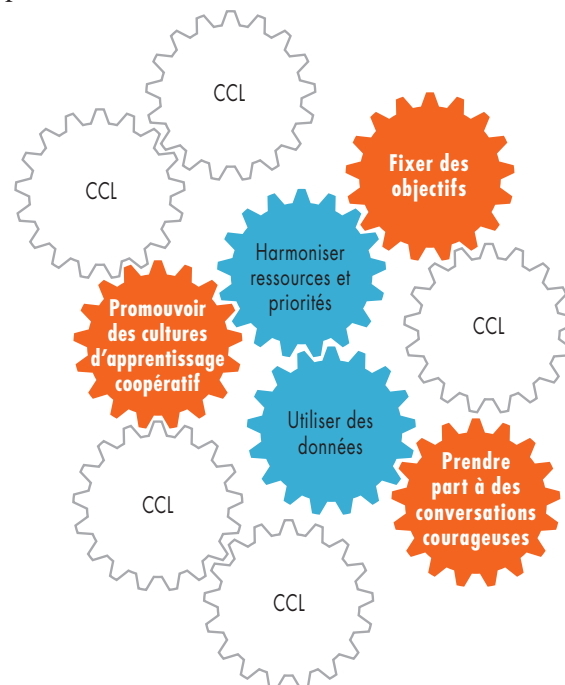 CCL
Fixer des
objectifs
CCL
Harmoniser
ressources et
priorités
Promouvoir
des cultures
d'apprentissage
coopératif
CCL
Utiliser des
données
Prendre
part à des
conversations
courageuses
CCL
CCL